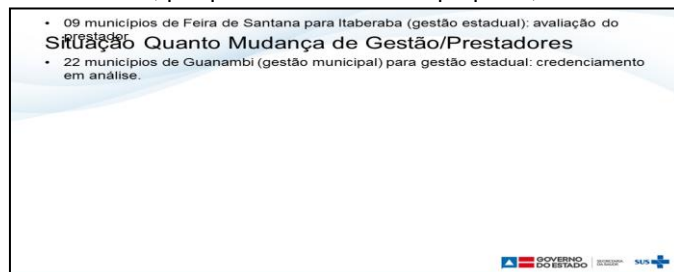 • 09 municípios de Feira de Santana para Itaberaba (gestão estadual): avaliação do
prestador
Situação Quanto Mudança de Gestão/Prestadores
• 22 municípios de Guanambi (gestão municipal) para gestão estadual: credenciamento
em análise.
GOVERNO
DO ESTADO
SUS